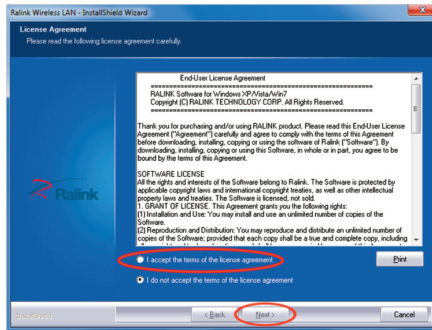 Ralink Wireless LAN - InstallShield Wizard
License Agreement
Please read the following license agreement carefully.
End-User License Agreement
RALINK Software for Windows XP/Vista/Win7
Copyright (C) RALINK TECHNOLOGY CORP. All Rights Reserved.
Thank you for purchasing and/or using RALINK product. Please read this End-User License
Agreement ("Agreement") carefully and agree to comply with the terms of this Agreement
before downloading, installing, copying or using the software of Ralink ("Software"). By
downloading, installing, copying or using this Software, in whole or in part, you agree to be
bound by the terms of this Agreement.
SOFTWARE LICENSE
All the rights and interests of the Software belong to Ralink. The Software is protected by
applicable copyright laws and international copyright treaties, as well as other intellectual
property laws and treaties. The Software is licensed, not sold.
1. GRANT OF LICENSE. This Agreement grants you the following rights:
(1) Installation and Use: You may install and use an unlimited number of copies of the
Software.
(2) Reproduction and Distribution: You may reproduce and distribute an unlimited number of
copies of the Software; provided that each copy shall be a true and complete copy, including
Ralink
I accept the terms of the license agreement
Print
I do not accept the terms of the license agreement
InstallShield
< Back
Next >
Cancel